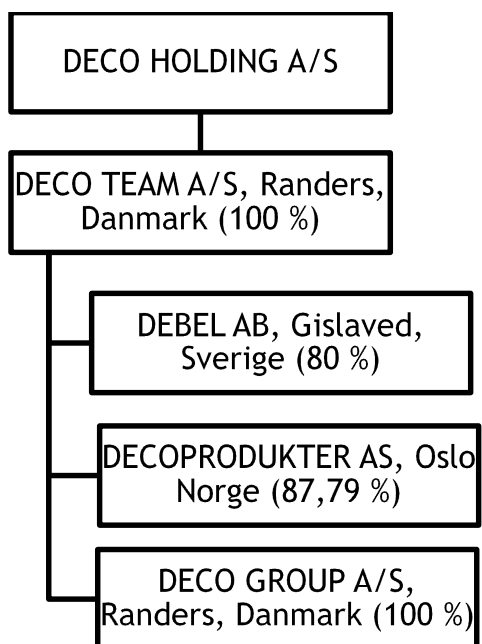 DECO HOLDING A/S
DECO TEAM A/S, Randers,
Danmark (100 %)
DEBEL AB, Gislaved,
Sverige (80 %)
DECOPRODUKTER AS, Oslo
Norge (87,79 %)
DECO GROUP A/S,
Randers, Danmark (100 %)